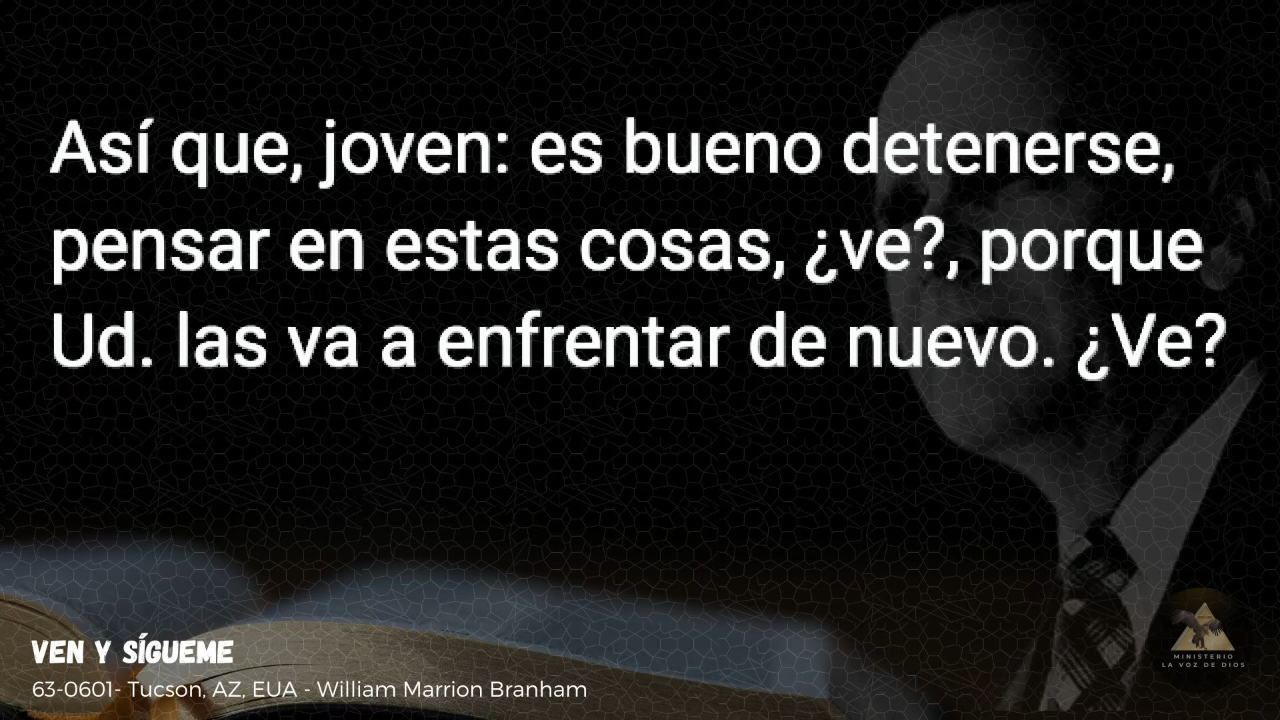 Así que, joven: es bueno detenerse,
pensar en estas cosas, ¿ve?, porque
Ud. las va a enfrentar de nuevo. ¿Ve?
VEN Y SÍGUEME
63-0601- Tucson, AZ, EUA - William Marrion Branham
MINISTERIO
LA VOZ DE DIOS